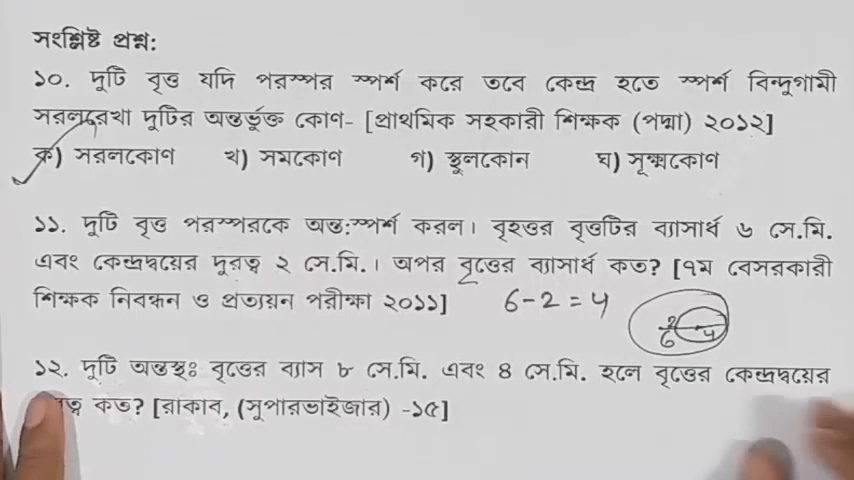 সংশ্লিষ্ট প্রশ্ন:
১০. দুটি বৃত্ত যদি পরস্পর স্পর্শ করে তবে কেন্দ্র হতে স্পর্শ বিন্দুগামী
সরলরেখা দুটির অন্তর্ভুক্ত কোণ- [প্রাথমিক সহকারী শিক্ষক (পদ্মা) ২০১২]
ক) সরলকোণ খ) সমকোণ গ) স্থুলকোন ঘ) সূক্ষ্মকোণ
১১. দুটি বৃত্ত পরস্পরকে অন্ত:স্পর্শ করল। বৃহত্তর বৃত্তটির ব্যাসার্ধ ৬ সে.মি.
এবং কেন্দ্রদ্বয়ের দুরত্ব ২ সে.মি.। অপর বৃত্তের ব্যাসার্ধ কত? [৭ম বেসরকারী
শিক্ষক নিবন্ধন ও প্রত্যয়ন পরীক্ষা ২০১১] 6-2=4
2
6 4
১২. দুটি অন্তস্থঃ বৃত্তের ব্যাস ৮ সে.মি. এবং ৪ সে.মি. হলে বৃত্তের কেন্দ্রদ্বয়ের
কত? [রাকাব, (সুপারভাইজার) -১৫]